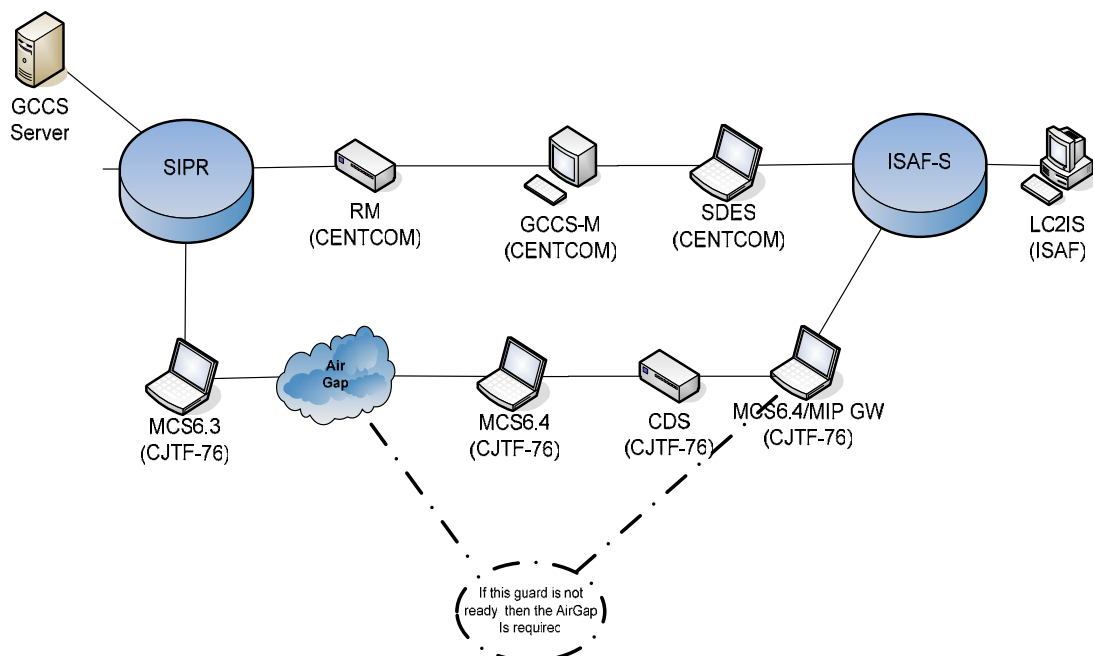 GCCS
Server
SIPR
RM
(CENTCOM)
GCCS-M
(CENTCOM)
SDES
(CENTCOM)
ISAF-S
LC2IS
(ISAF)
MCS6.3
(CJTF-76)
Air
Gap
MCS6.4
(CJTF-76)
CDS
(CJTF-76)
MCS6.4/MIP GW
(CJTF-76)
If this guard is not
ready then the AirGap
Is required